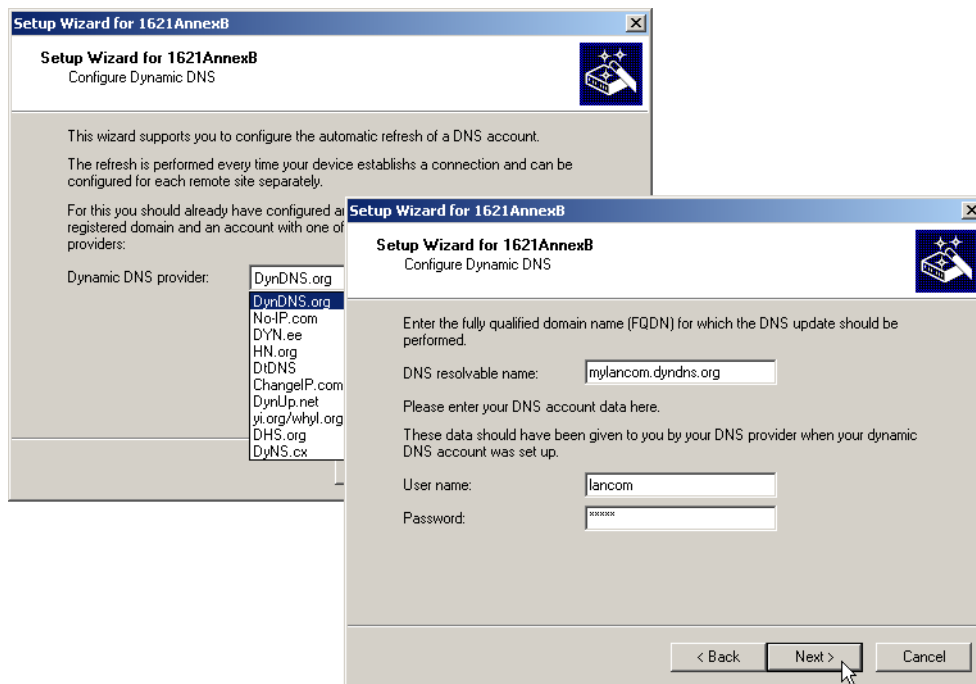 Setup Wizard for 1621AnnexB
Setup Wizard for 1621AnnexB
Configure Dynamic DNS
This wizard supports you to configure the automatic refresh of a DNS account.
The refresh is performed every time your device establishs a connection and can be
configured for each remote site separately.
For this you should already have configured
registered domain and an account with one of
providers:
Dynamic DNS provider:
DynDNS.org
DynDNS.org
No-IP.com
DYN.ee
HN.org
DtDNS
ChangeIP.com
DynUp.net
yi.org/whyI.org
DHS.org
DyNS.cx
Setup Wizard for 1621AnnexB
Setup Wizard for 1621AnnexB
Configure Dynamic DNS
Enter the fully qualified domain name (FQDN) for which the DNS update should be
performed.
DNS resolvable name:
mylancom.dyndns.org
Please enter your DNS account data here.
These data should have been given to you by your DNS provider when your dynamic
DNS account was set up.
User name:
lancom
Password:
*****
< Back
Next >
Cancel